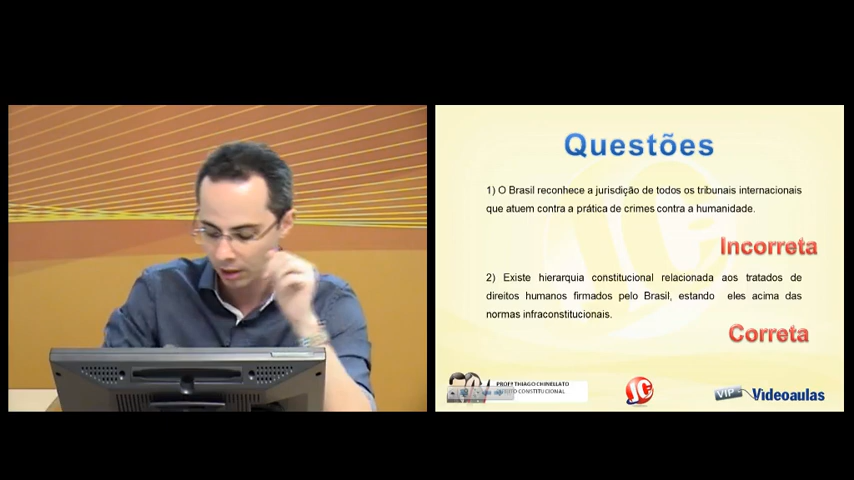 Questões
1) O Brasil reconhece a jurisdição de todos os tribunais internacionais
que atuem contra a prática de crimes contra a humanidade.
Incorreta
2) Existe hierarquia constitucional relacionada aos tratados de
direitos humanos firmados pelo Brasil, estando eles acima das
normas infraconstitucionais.
Correta
THIAGO CHINELLATO
CONSTITUCIONAL
JC
VIP Videoaulas